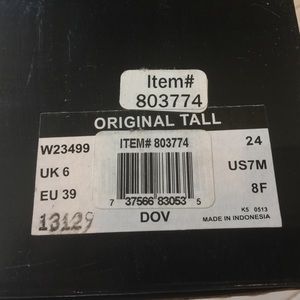 Item#
803774
ORIGINAL TALL
W23499 ITEM# 803774 24
UK 6 US7M
EU 39 8F
7 37566 83053 5
K5 0513
13129 DOV MADE IN INDONESIA